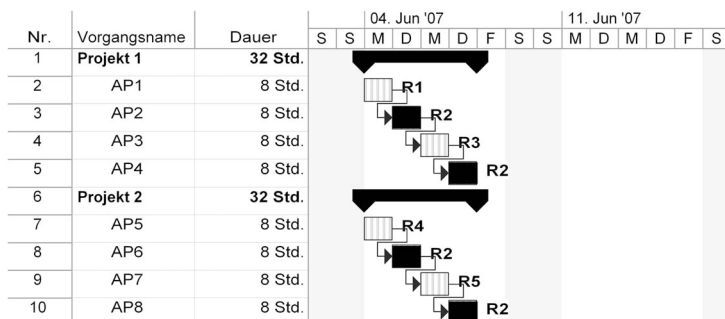 04. Jun '07 11. Jun '07
Nr. Vorgangsname Dauer S S M D M D F S S M D M D F S
1 Projekt 1 32 Std.
2 AP1 8 Std. R1
3 AP2 8 Std. R2
4 AP3 8 Std. R3
5 AP4 8 Std. R2
6 Projekt 2 32 Std.
7 AP5 8 Std. R4
8 AP6 8 Std. R2
9 AP7 8 Std. R5
10 AP8 8 Std. R2